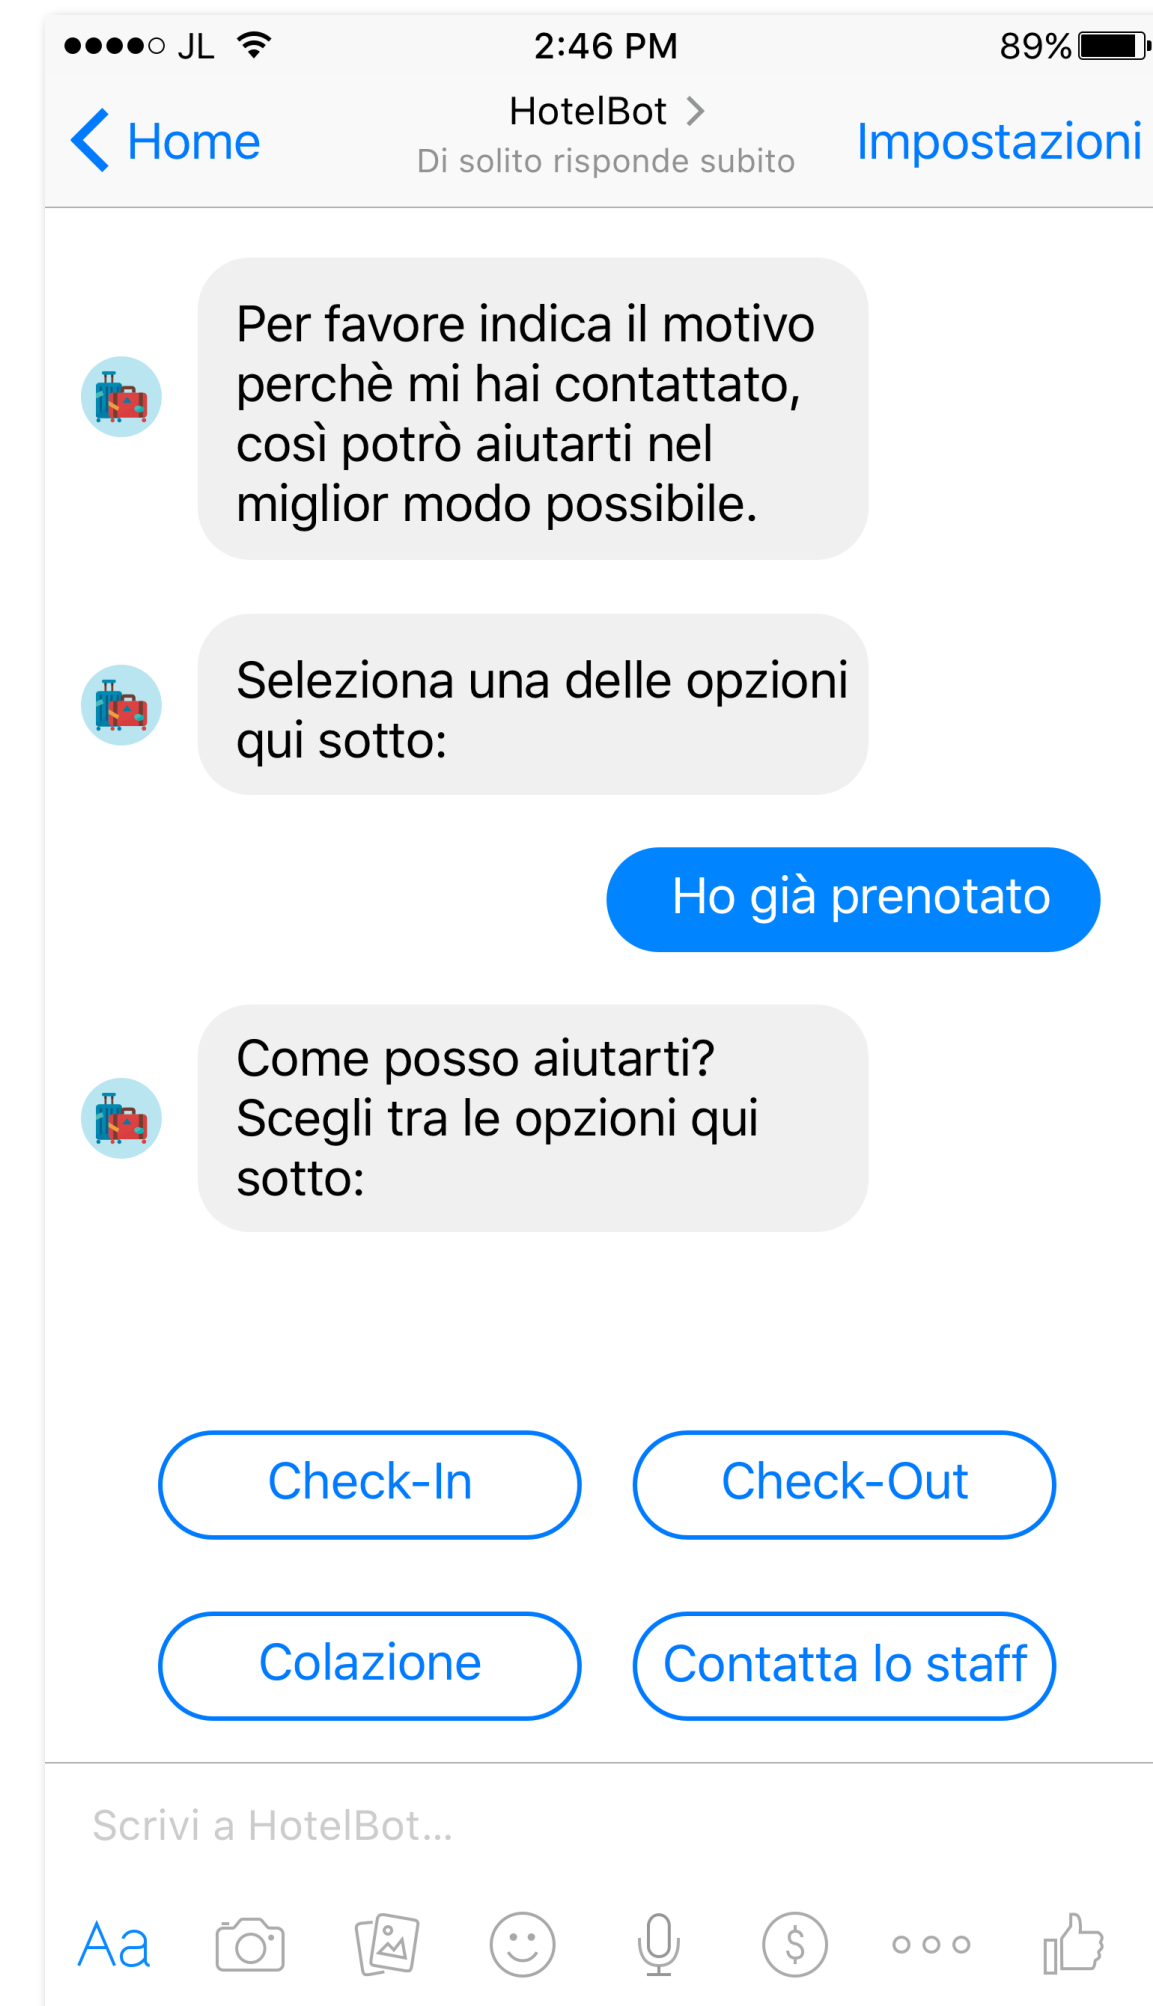 JL 2:46 PM 89%
Home HotelBot Impostazioni
Di solito risponde subito
Per favore indica il motivo
perchè mi hai contattato,
così potrò aiutarti nel
miglior modo possibile.
Seleziona una delle opzioni
qui sotto:
Ho già prenotato
Come posso aiutarti?
Scegli tra le opzioni qui
sotto:
Check-In Check-Out
Colazione Contatta lo staff
Scrivi a HotelBot...
Aa $